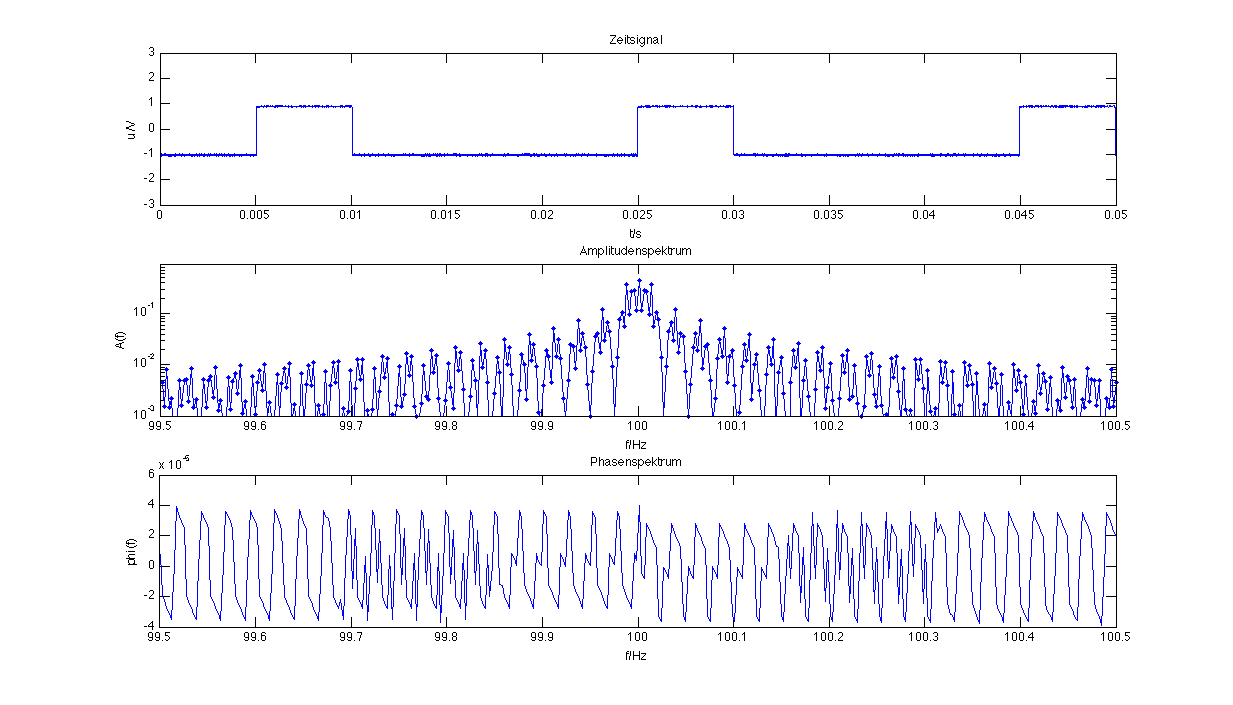 Zeitsignal
3
2
1
0
-1
-2
-3
u/V
0 0.005 0.01 0.015 0.02 0.025 0.03 0.035 0.04 0.045 0.05
t/s
Amplitudenspektrum
10^-1
10^-2
10^-3
A(f)
99.5 99.6 99.7 99.8 99.9 100 100.1 100.2 100.3 100.4 100.5
f/Hz
Phasenspektrum
x 10^-5
6
4
2
0
-2
-4
phi(f)
99.5 99.6 99.7 99.8 99.9 100 100.1 100.2 100.3 100.4 100.5
f/Hz